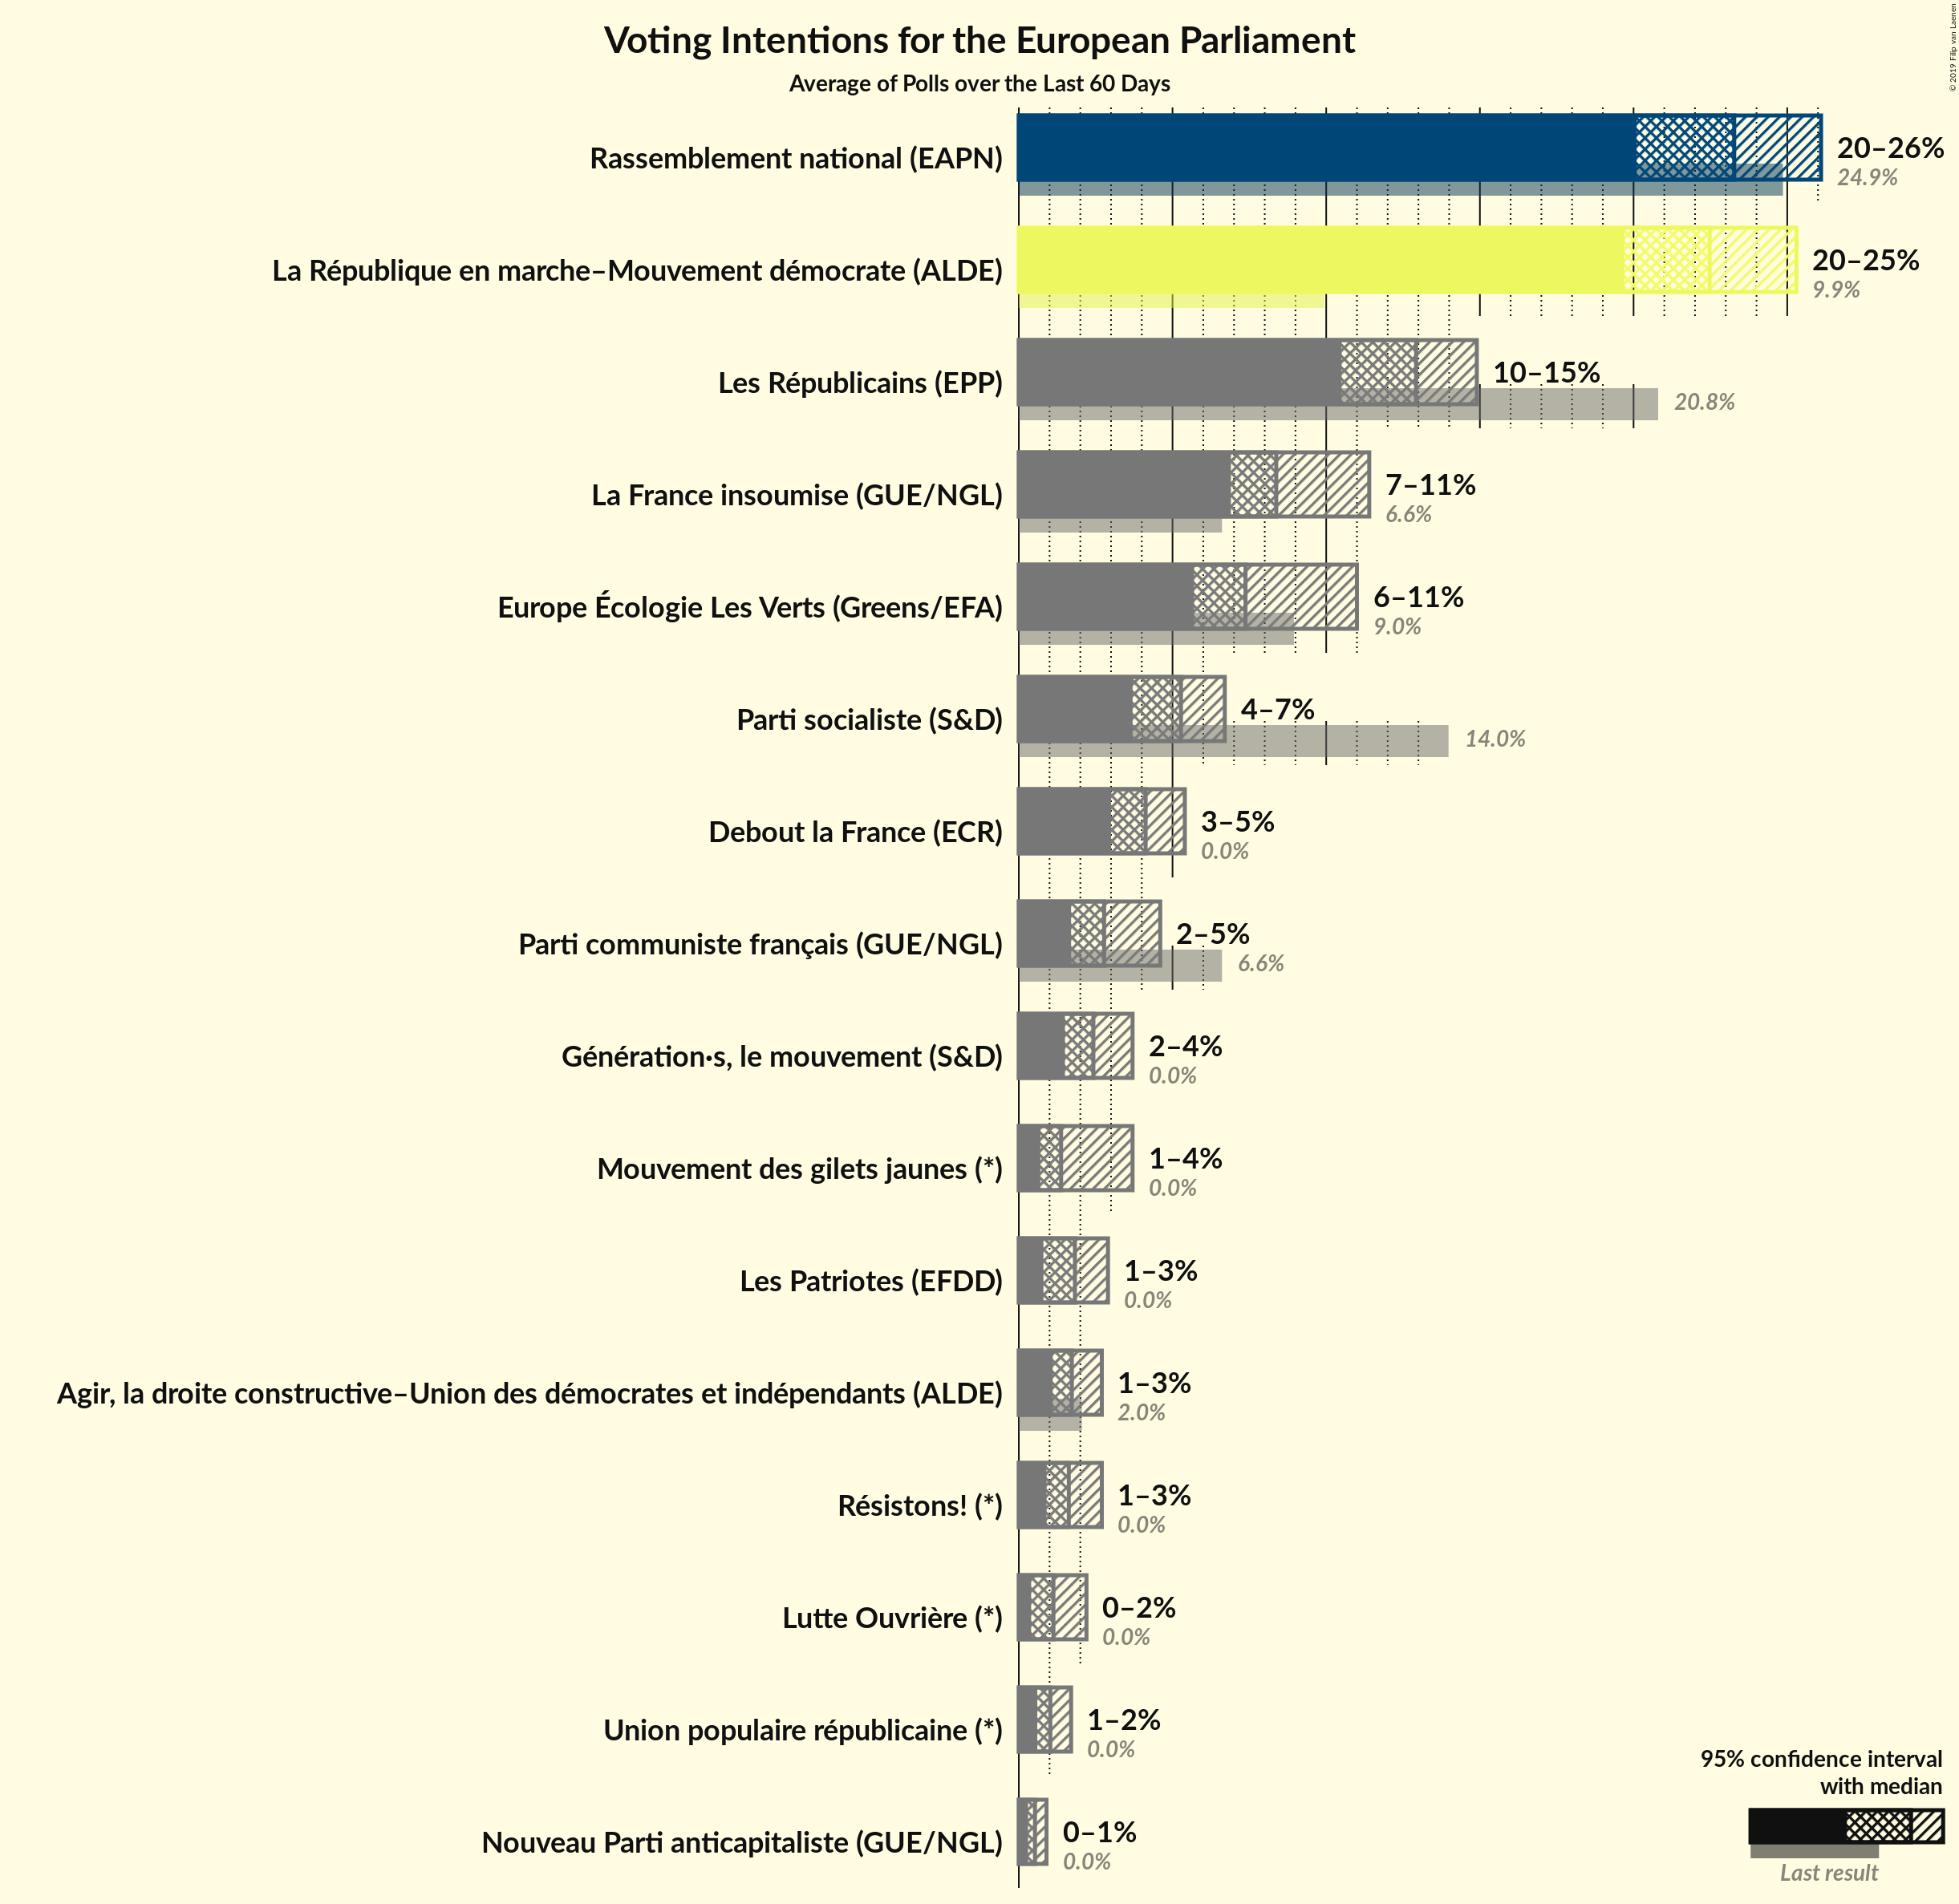 Voting Intentions for the European Parliament
Average of Polls over the Last 60 Days
© 2019 Filip van Laenen
Rassemblement national (EAPN)
20–26%
24.9%
La République en marche–Mouvement démocrate (ALDE)
20–25%
9.9%
Les Républicains (EPP)
10–15%
20.8%
La France insoumise (GUE/NGL)
7–11%
6.6%
Europe Écologie Les Verts (Greens/EFA)
6–11%
9.0%
Parti socialiste (S&D)
4–7%
14.0%
Debout la France (ECR)
3–5%
0.0%
Parti communiste français (GUE/NGL)
2–5%
6.6%
Génération·s, le mouvement (S&D)
2–4%
0.0%
Mouvement des gilets jaunes (*)
1–4%
0.0%
Les Patriotes (EFDD)
1–3%
0.0%
Agir, la droite constructive–Union des démocrates et indépendants (ALDE)
1–3%
2.0%
Résistons! (*)
1–3%
0.0%
Lutte Ouvrière (*)
0–2%
0.0%
Union populaire républicaine (*)
1–2%
0.0%
Nouveau Parti anticapitaliste (GUE/NGL)
0–1%
0.0%
95% confidence interval
with median
Last result